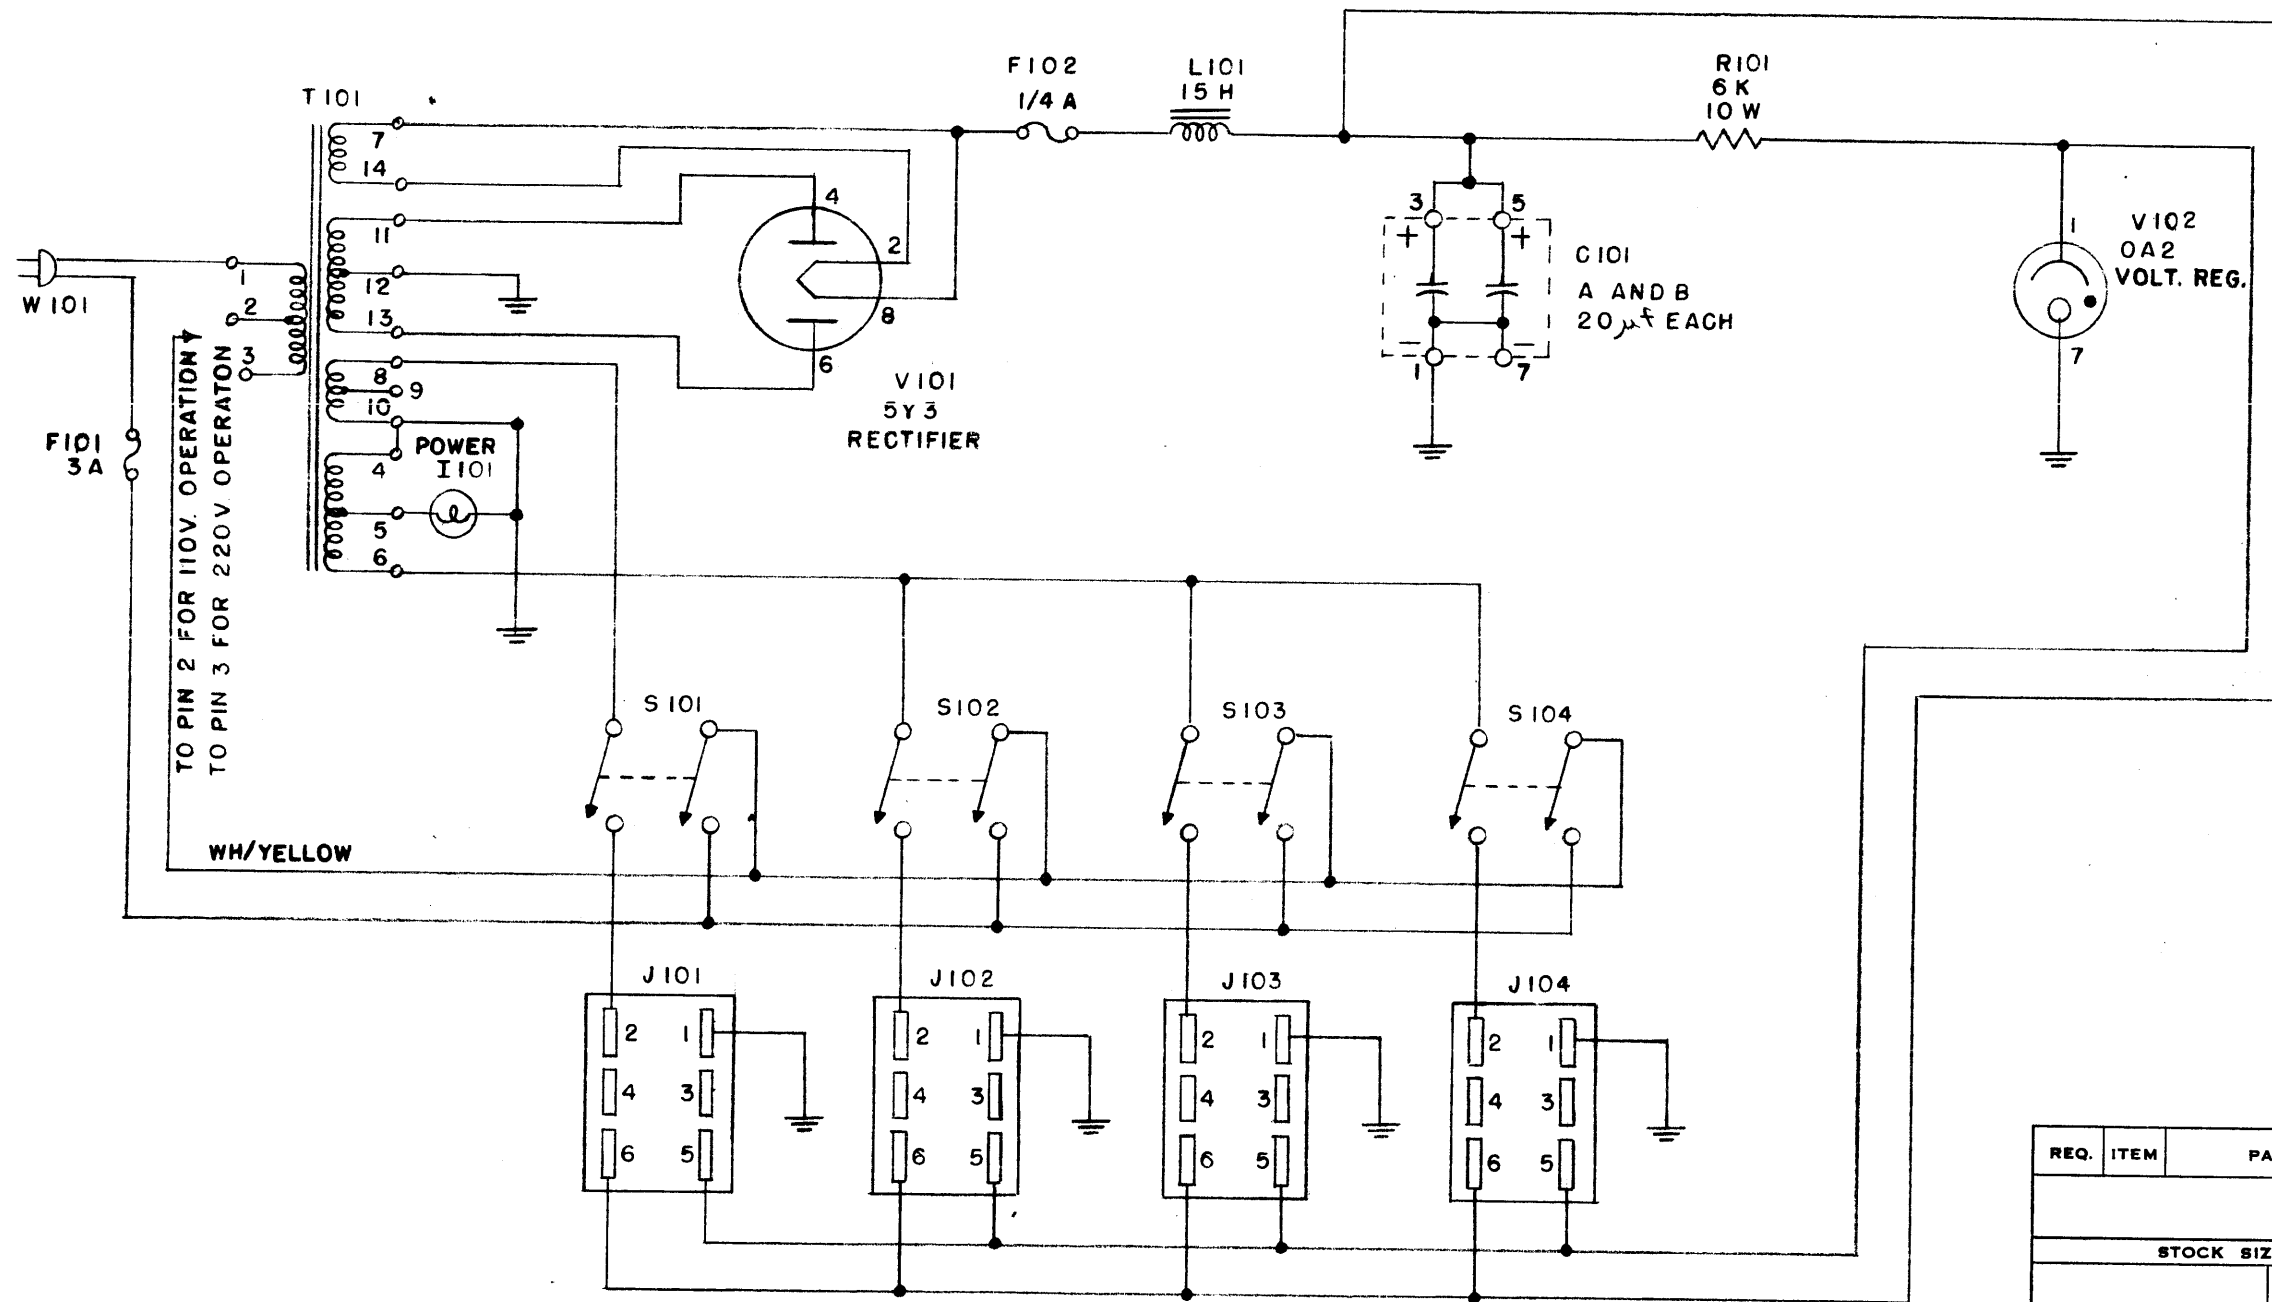 T101
7
14
11
12
13
8
9
10
4
5
6
1
2
3
W101
F101
3A
TO PIN 2 FOR 110V. OPERATION
TO PIN 3 FOR 220V OPERATON
POWER
I101
4
2
8
6
V101
5Y3
RECTIFIER
F102
1/4 A
L101
15 H
R101
6 K
10 W
3
5
+
+
C101
A AND B
20 μf EACH
1
7
1
V102
OA2
VOLT. REG.
7
S101
S102
S103
S104
WH/YELLOW
J101
2 1
4 3
6 5
J102
2 1
4 3
6 5
J103
2 1
4 3
6 5
J104
2 1
4 3
6 5
REQ. ITEM PA
STOCK SIZ